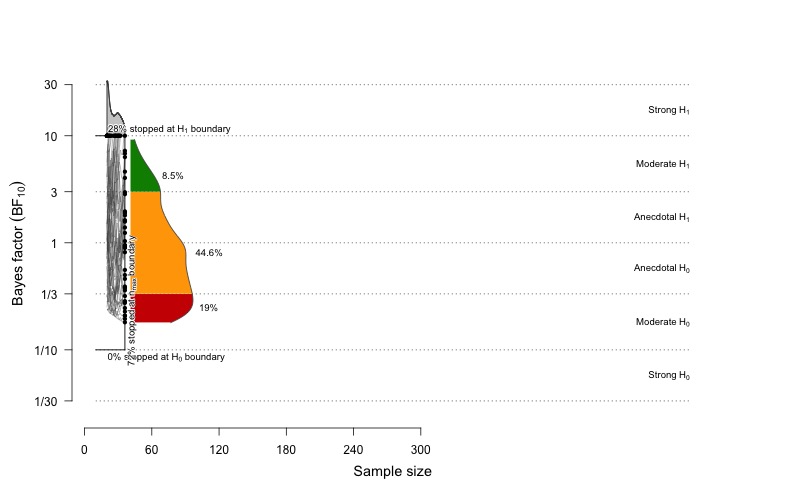 30
10
3
1
1/3
1/10
1/30
Bayes factor (BF₁₀)
Strong H₁
Moderate H₁
Anecdotal H₁
Anecdotal H₀
Moderate H₀
Strong H₀
28% stopped at H₁ boundary
8.5%
44.6%
19%
72% stopped at nₘₐₓ boundary
0% stopped at H₀ boundary
0 60 120 180 240 300
Sample size